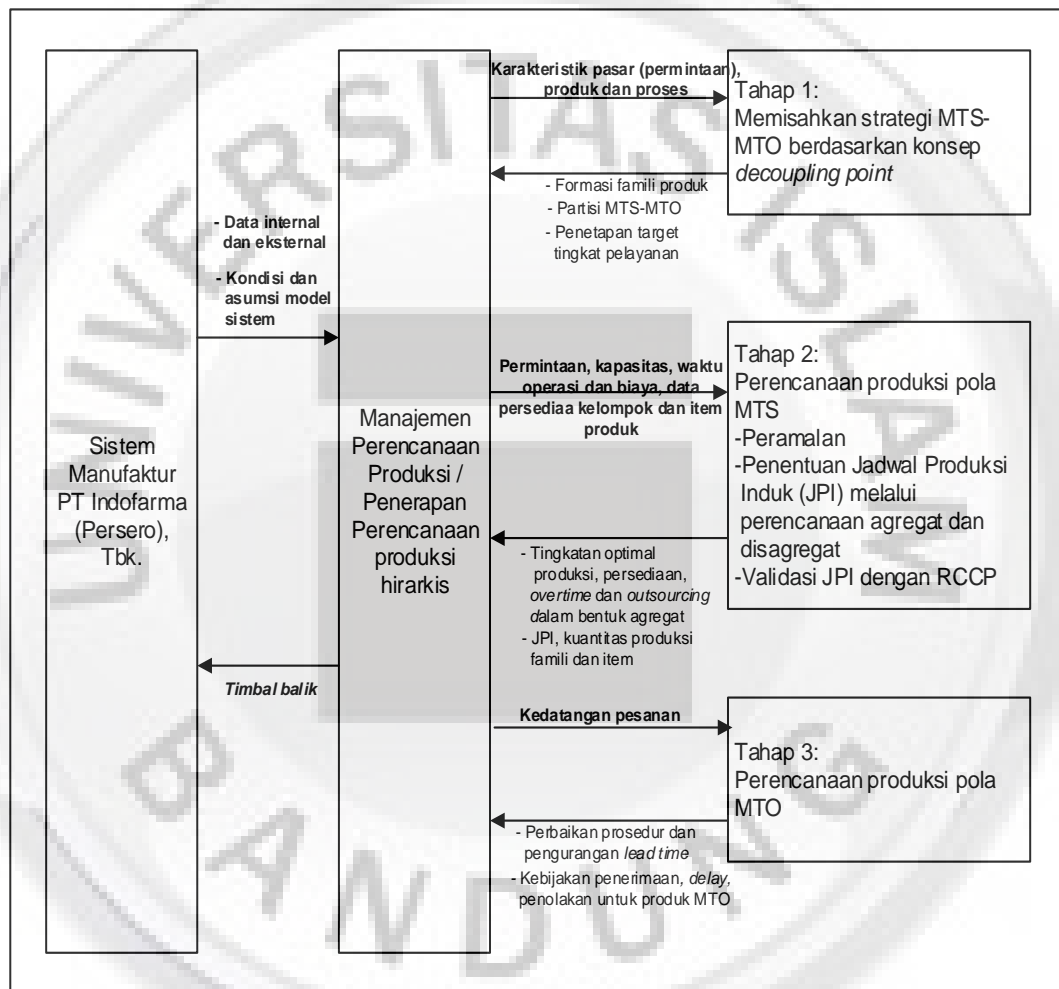 UNIVERSITAS ISLAM
BANDUNG
Sistem
Manufaktur
PT Indofarma
(Persero),
Tbk.
- Data internal
dan eksternal
- Kondisi dan
asumsi model
sistem
Timbal balik
Manajemen
Perencanaan
Produksi /
Penerapan
Perencanaan
produksi
hirarkis
Karakteristik pasar (permintaan),
produk dan proses
- Formasi famili produk
- Partisi MTS-MTO
- Penetapan target
tingkat pelayanan
Tahap 1:
Memisahkan strategi MTS-
MTO berdasarkan konsep
decoupling point
Permintaan, kapasitas, waktu
operasi dan biaya, data
persediaa kelompok dan item
produk
- Tingkatan optimal
produksi, persediaan,
overtime dan outsourcing
dalam bentuk agregat
- JPI, kuantitas produksi
famili dan item
Tahap 2:
Perencanaan produksi pola
MTS
-Peramalan
-Penentuan Jadwal Produksi
Induk (JPI) melalui
perencanaan agregat dan
disagregat
-Validasi JPI dengan RCCP
Kedatangan pesanan
- Perbaikan prosedur dan
pengurangan lead time
- Kebijakan penerimaan, delay,
penolakan untuk produk MTO
Tahap 3:
Perencanaan produksi pola
MTO